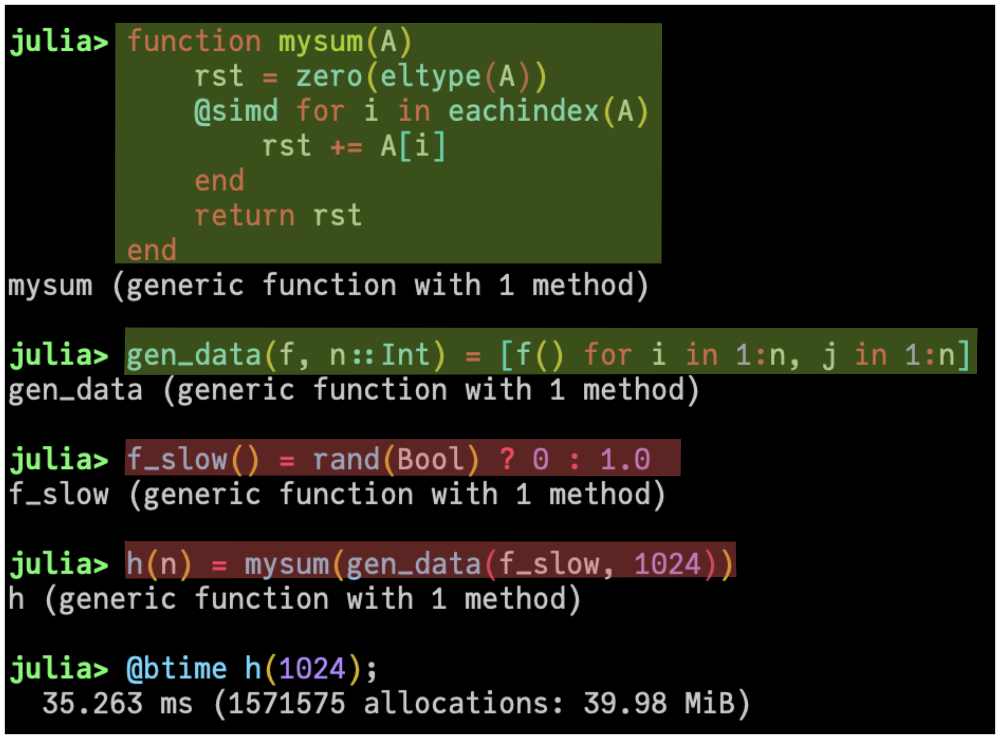 julia> function mysum(A)
           rst = zero(eltype(A))
           @simd for i in eachindex(A)
               rst += A[i]
           end
           return rst
       end
mysum (generic function with 1 method)
julia> gen_data(f, n::Int) = [f() for i in 1:n, j in 1:n]
gen_data (generic function with 1 method)
julia> f_slow() = rand(Bool) ? 0 : 1.0
f_slow (generic function with 1 method)
julia> h(n) = mysum(gen_data(f_slow, 1024))
h (generic function with 1 method)
julia> @btime h(1024);
  35.263 ms (1571575 allocations: 39.98 MiB)